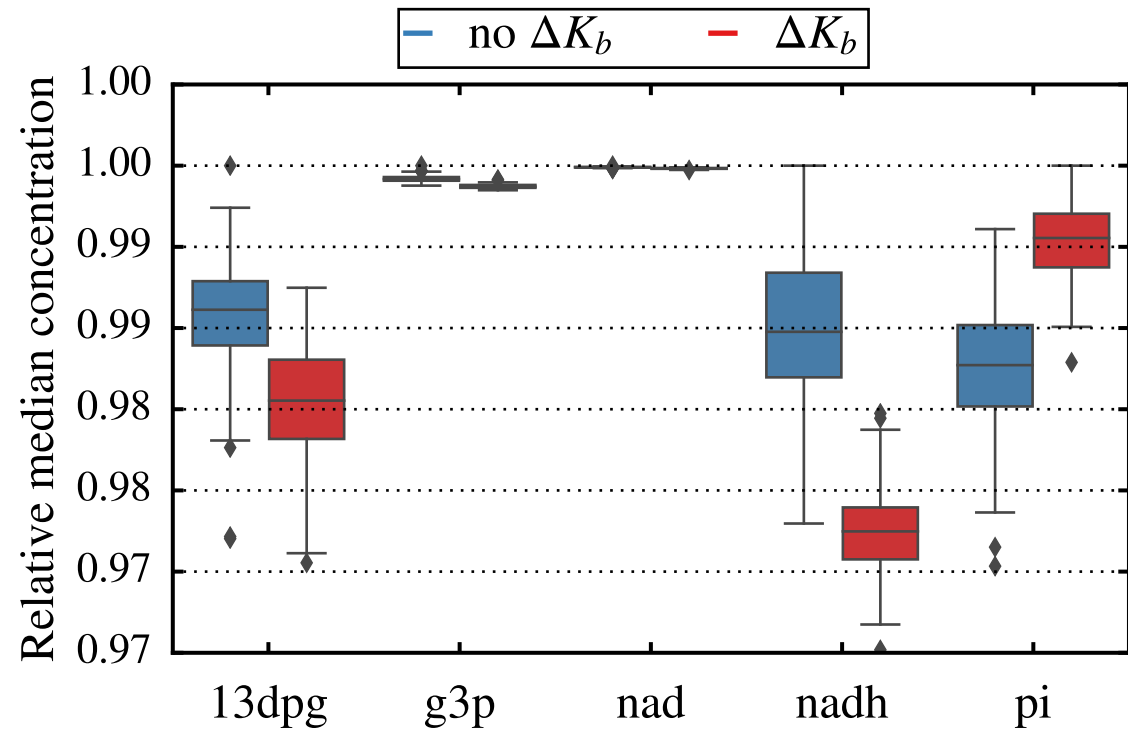 no ΔK_b ΔK_b
Relative median concentration
1.00
1.00
0.99
0.99
0.98
0.98
0.97
0.97
13dpg g3p nad nadh pi